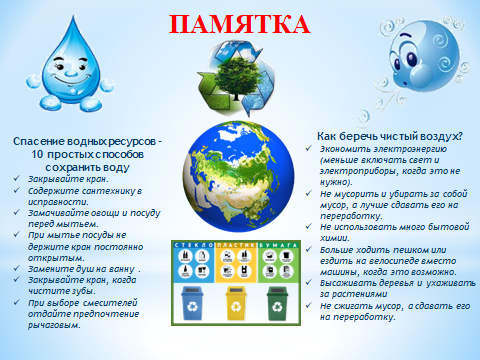 ПАМЯТКА
Спасение водных ресурсов -
10 простых способов
сохранить воду
Закрывайте кран.
Содержите сантехнику в
исправности.
Замачивайте овощи и посуду
перед мытьем.
При мытье посуды не
держите кран постоянно
открытым.
Замените душ на ванну .
Закрывайте кран, когда
чистите зубы.
При выборе смесителей
отдайте предпочтение
рычаговым.
СТЕКЛО ПЛАСТИК БУМАГА
Как беречь чистый воздух?
Экономить электроэнергию
(меньше включать свет и
электроприборы, когда это не
нужно).
Не мусорить и убирать за собой
мусор, а лучше сдавать его на
переработку.
Не использовать много бытовой
химии.
Больше ходить пешком или
ездить на велосипеде вместо
машины, когда это возможно.
Высаживать деревья и ухаживать
за растениями
Не сжигать мусор, а сдавать его
на переработку.